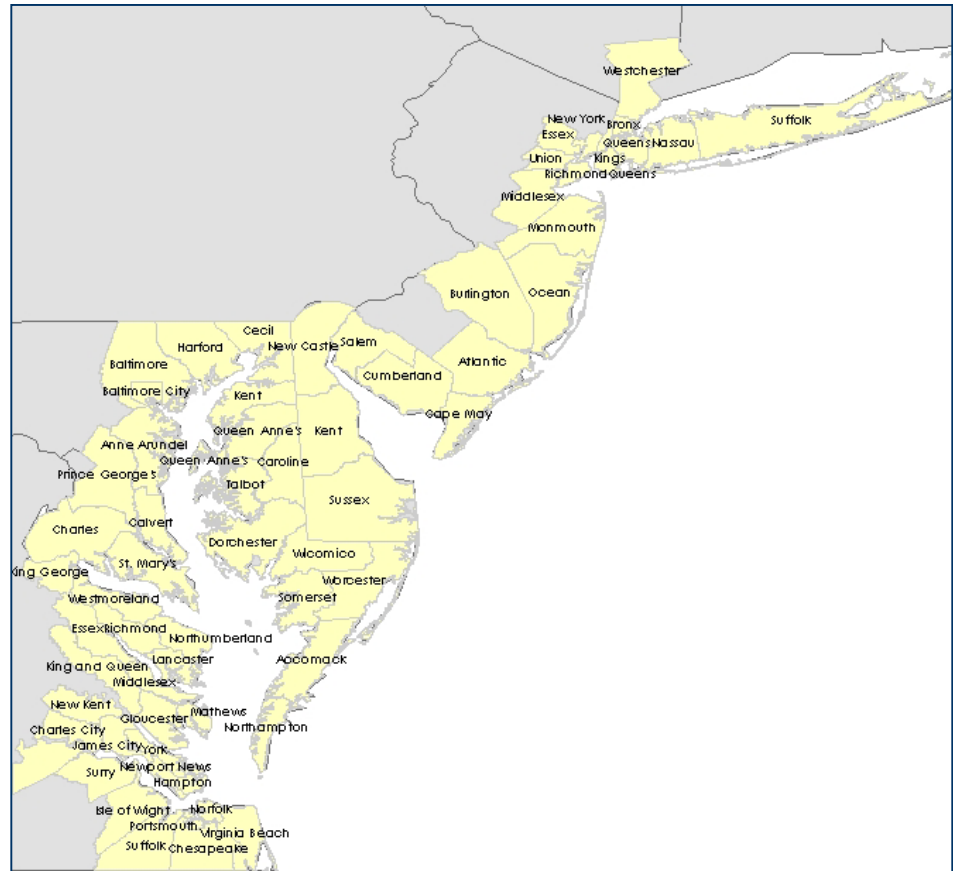 Westchester
New York
Bronx
Suffolk
Essex
Queens
Nassau
Union
Kings
Richmond
Queens
Middlesex
Monmouth
Burlington
Ocean
Cecil
Harford
New Castle
Salem
Baltimore
Atlantic
Cumberland
Baltimore City
Kent
Cape May
Queen Anne's
Kent
Anne Arundel
Queen Anne's
Caroline
Prince George's
Talbot
Sussex
Charles
Calvert
Dorchester
Wicomico
St. Mary's
King George
Worcester
Westmoreland
Somerset
Essex
Richmond
Northumberland
Lancaster
Accomack
King and Queen
Middlesex
New Kent
Gloucester
Mathews
Northampton
Charles City
James City
York
Surry
Newport News
Hampton
Isle of Wight
Norfolk
Portsmouth
Virginia Beach
Suffolk
Chesapeake